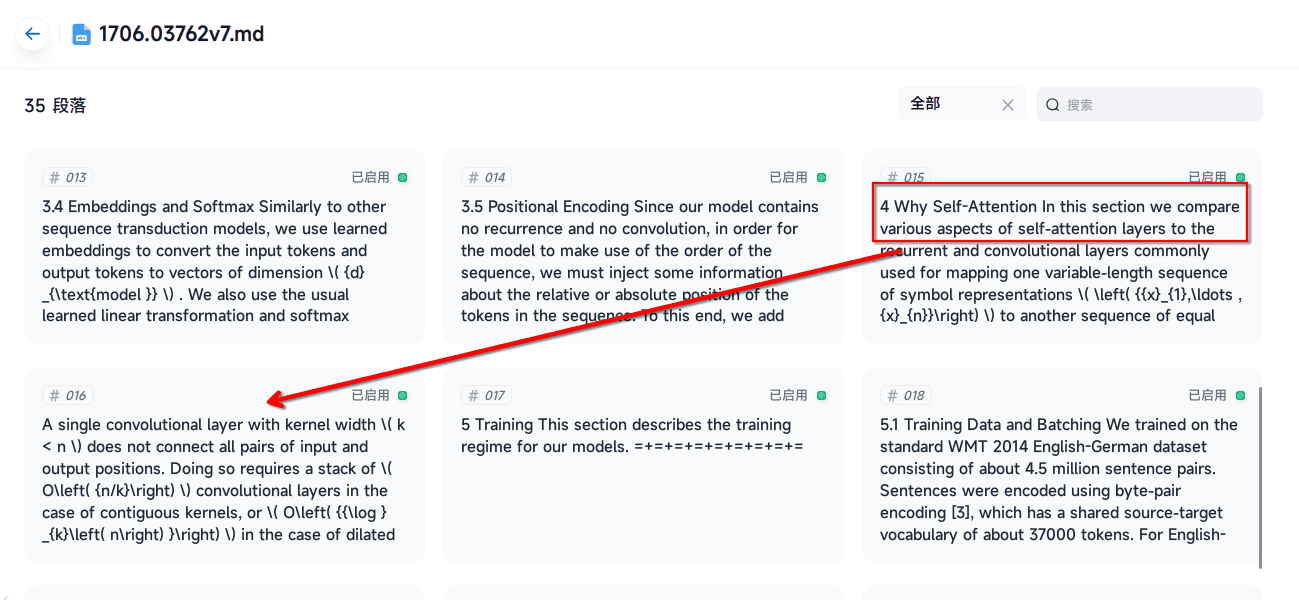 1706.03762v7.md
35 段落
全部
搜索
# 013
已启用
3.4 Embeddings and Softmax Similarly to other
sequence transduction models, we use learned
embeddings to convert the input tokens and
output tokens to vectors of dimension \( {d}
_{\text{model }} \) . We also use the usual
learned linear transformation and softmax
# 014
已启用
3.5 Positional Encoding Since our model contains
no recurrence and no convolution, in order for
the model to make use of the order of the
sequence, we must inject some information
about the relative or absolute position of the
tokens in the sequence. To this end, we add
# 015
已启用
4 Why Self-Attention In this section we compare
various aspects of self-attention layers to the
recurrent and convolutional layers commonly
used for mapping one variable-length sequence
of symbol representations \( \left( {{x}_{1},\ldots ,
{x}_{n}}\right) \) to another sequence of equal
# 016
已启用
A single convolutional layer with kernel width \( k
< n \) does not connect all pairs of input and
output positions. Doing so requires a stack of \(
O\left( {n/k}\right) \) convolutional layers in the
case of contiguous kernels, or \( O\left( {{\log }
_{k}\left( n\right) }\right) \) in the case of dilated
# 017
已启用
5 Training This section describes the training
regime for our models. =+=+=+=+=+=+=+=+=
# 018
已启用
5.1 Training Data and Batching We trained on the
standard WMT 2014 English-German dataset
consisting of about 4.5 million sentence pairs.
Sentences were encoded using byte-pair
encoding [3], which has a shared source-target
vocabulary of about 37000 tokens. For English-